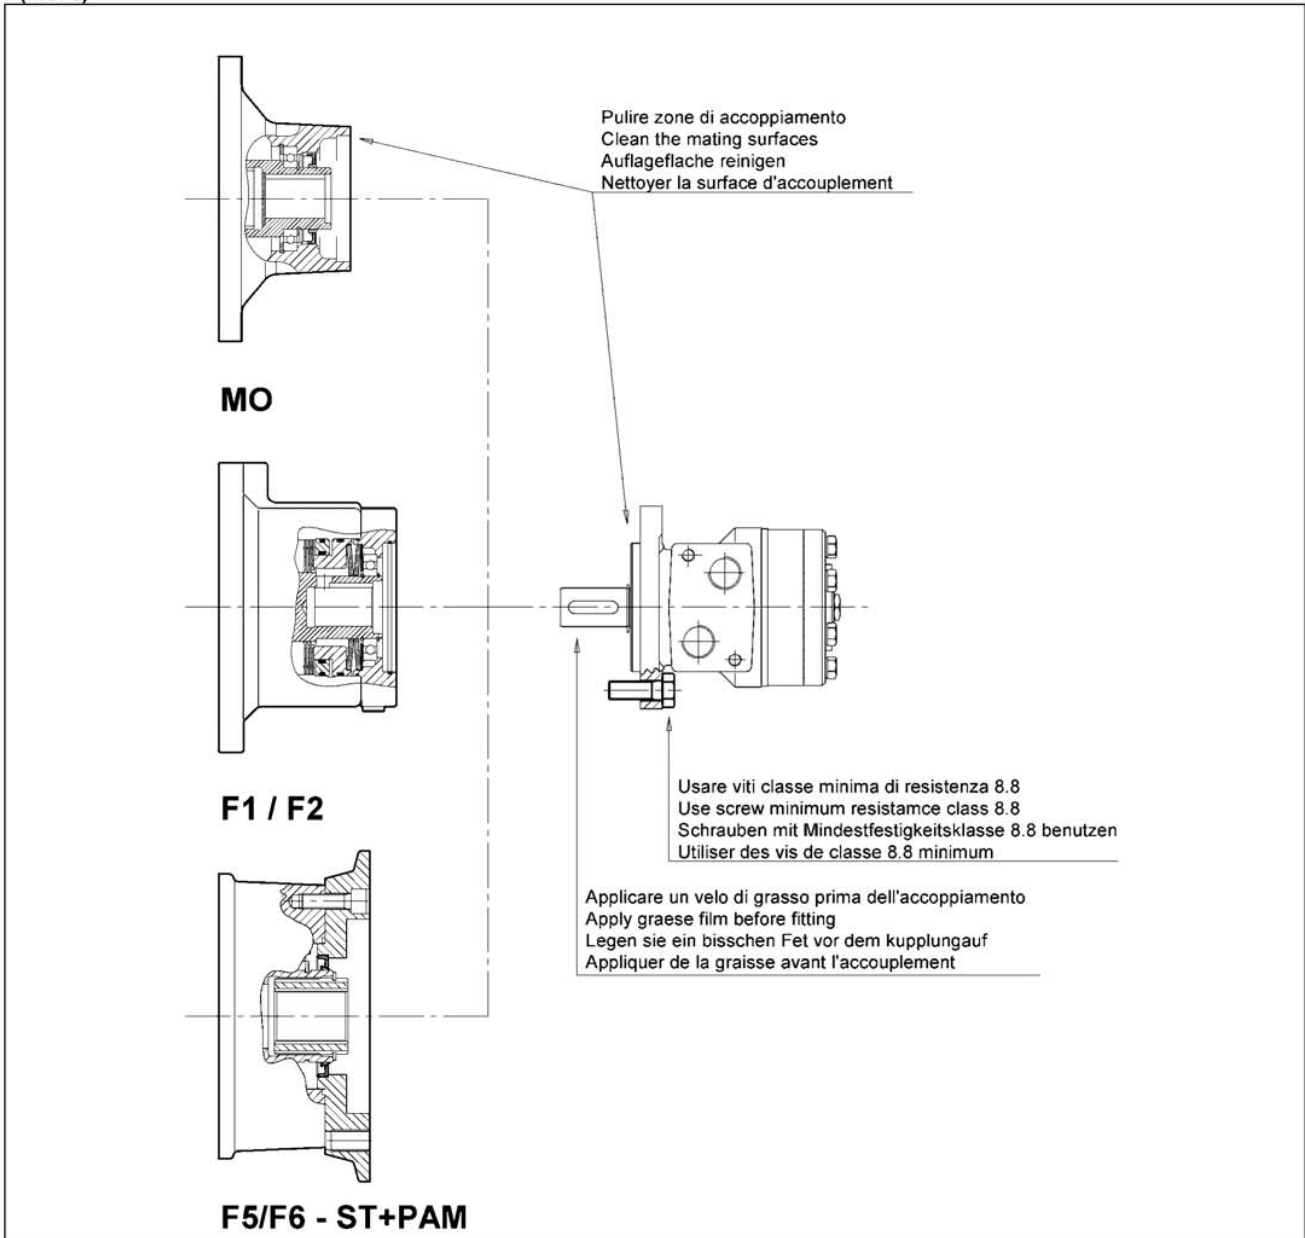 Pulire zone di accoppiamento
Clean the mating surfaces
Auflageflache reinigen
Nettoyer la surface d'accouplement
MO
F1 / F2
Usare viti classe minima di resistenza 8.8
Use screw minimum resistamce class 8.8
Schrauben mit Mindestfestigkeitsklasse 8.8 benutzen
Utiliser des vis de classe 8.8 minimum
Applicare un velo di grasso prima dell'accoppiamento
Apply graese film before fitting
Legen sie ein bisschen Fet vor dem kupplungauf
Appliquer de la graisse avant l'accouplement
F5/F6 - ST+PAM